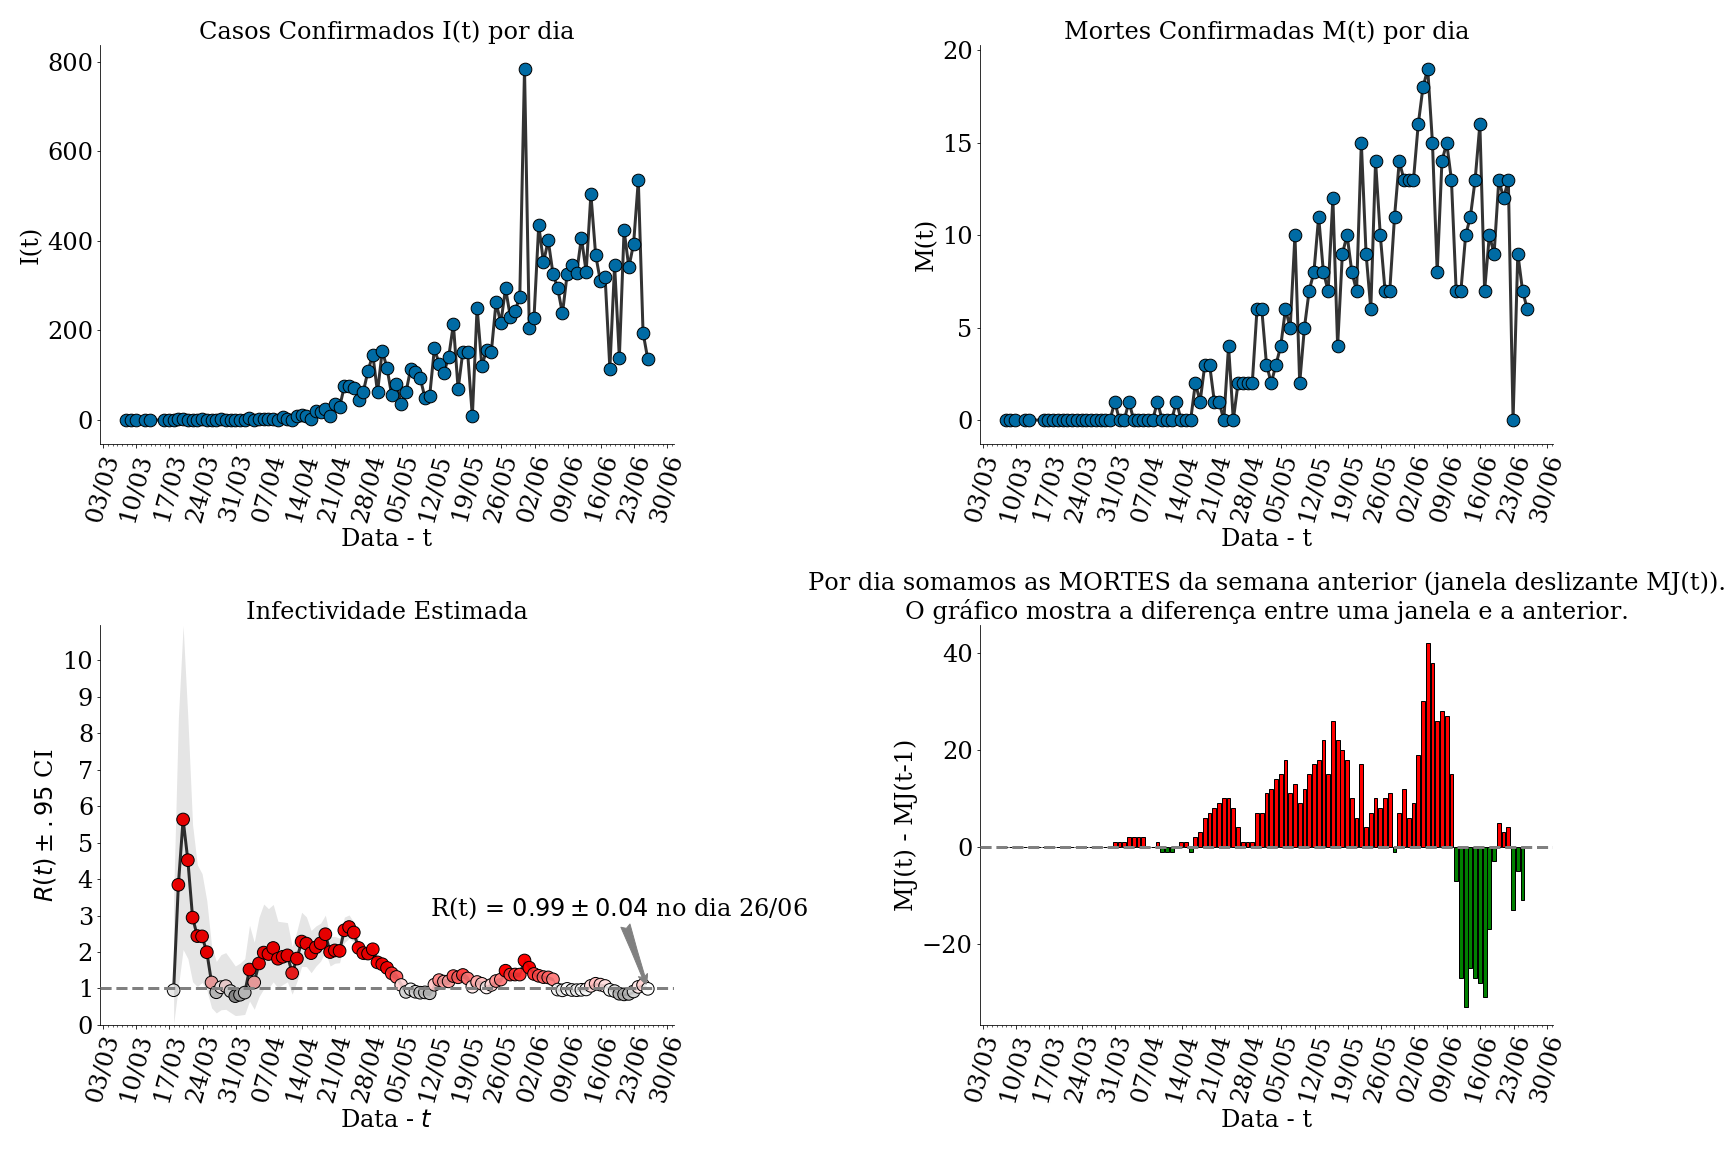 Casos Confirmados I(t) por dia
800
600
400
200
0
I(t)
03/03 10/03 17/03 24/03 31/03 07/04 14/04 21/04 28/04 05/05 12/05 19/05 26/05 02/06 09/06 16/06 23/06 30/06
Data - t
Mortes Confirmadas M(t) por dia
20
15
10
5
0
M(t)
03/03 10/03 17/03 24/03 31/03 07/04 14/04 21/04 28/04 05/05 12/05 19/05 26/05 02/06 09/06 16/06 23/06 30/06
Data - t
Infectividade Estimada
10
9
8
7
6
5
4
3
2
1
0
R(t) ± .95 CI
R(t) = 0.99 ± 0.04 no dia 26/06
03/03 10/03 17/03 24/03 31/03 07/04 14/04 21/04 28/04 05/05 12/05 19/05 26/05 02/06 09/06 16/06 23/06 30/06
Data - t
Por dia somamos as MORTES da semana anterior (janela deslizante MJ(t)).
O gráfico mostra a diferença entre uma janela e a anterior.
40
20
0
−20
MJ(t) - MJ(t-1)
03/03 10/03 17/03 24/03 31/03 07/04 14/04 21/04 28/04 05/05 12/05 19/05 26/05 02/06 09/06 16/06 23/06 30/06
Data - t